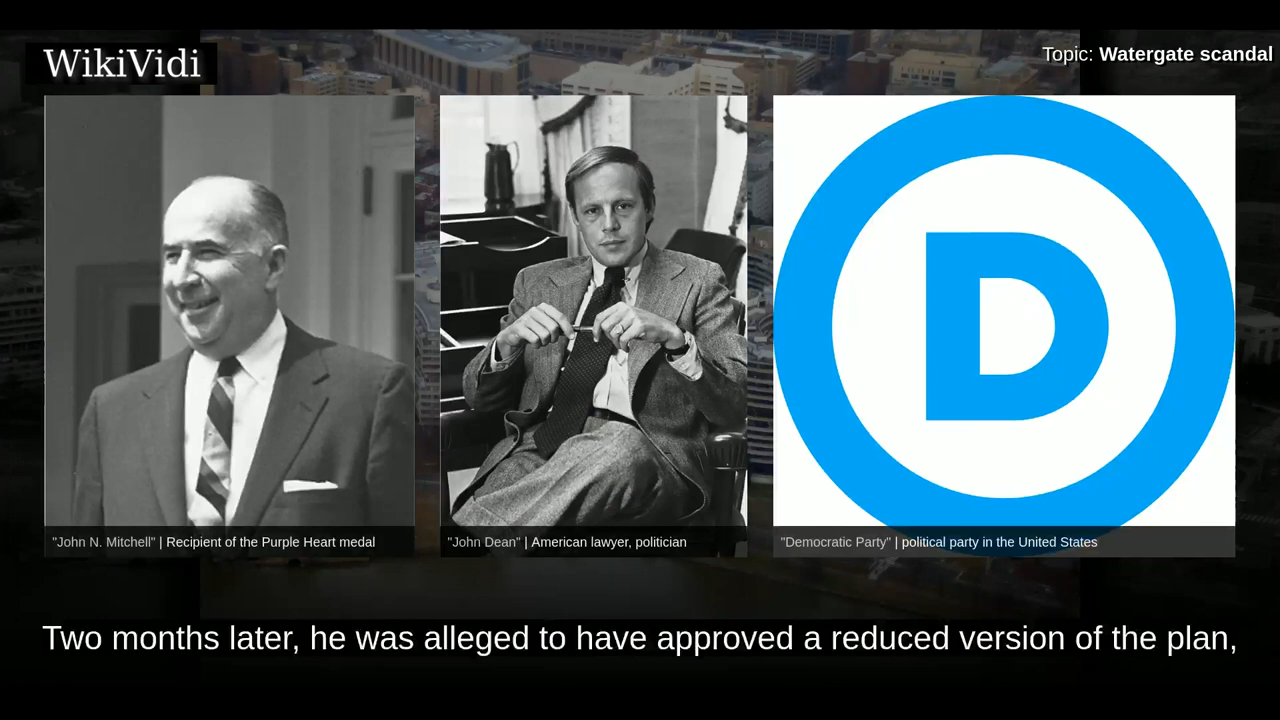 WikiVidi
Topic: Watergate scandal
"John N. Mitchell" | Recipient of the Purple Heart medal
"John Dean" | American lawyer, politician
"Democratic Party" | political party in the United States
D
Two months later, he was alleged to have approved a reduced version of the plan,